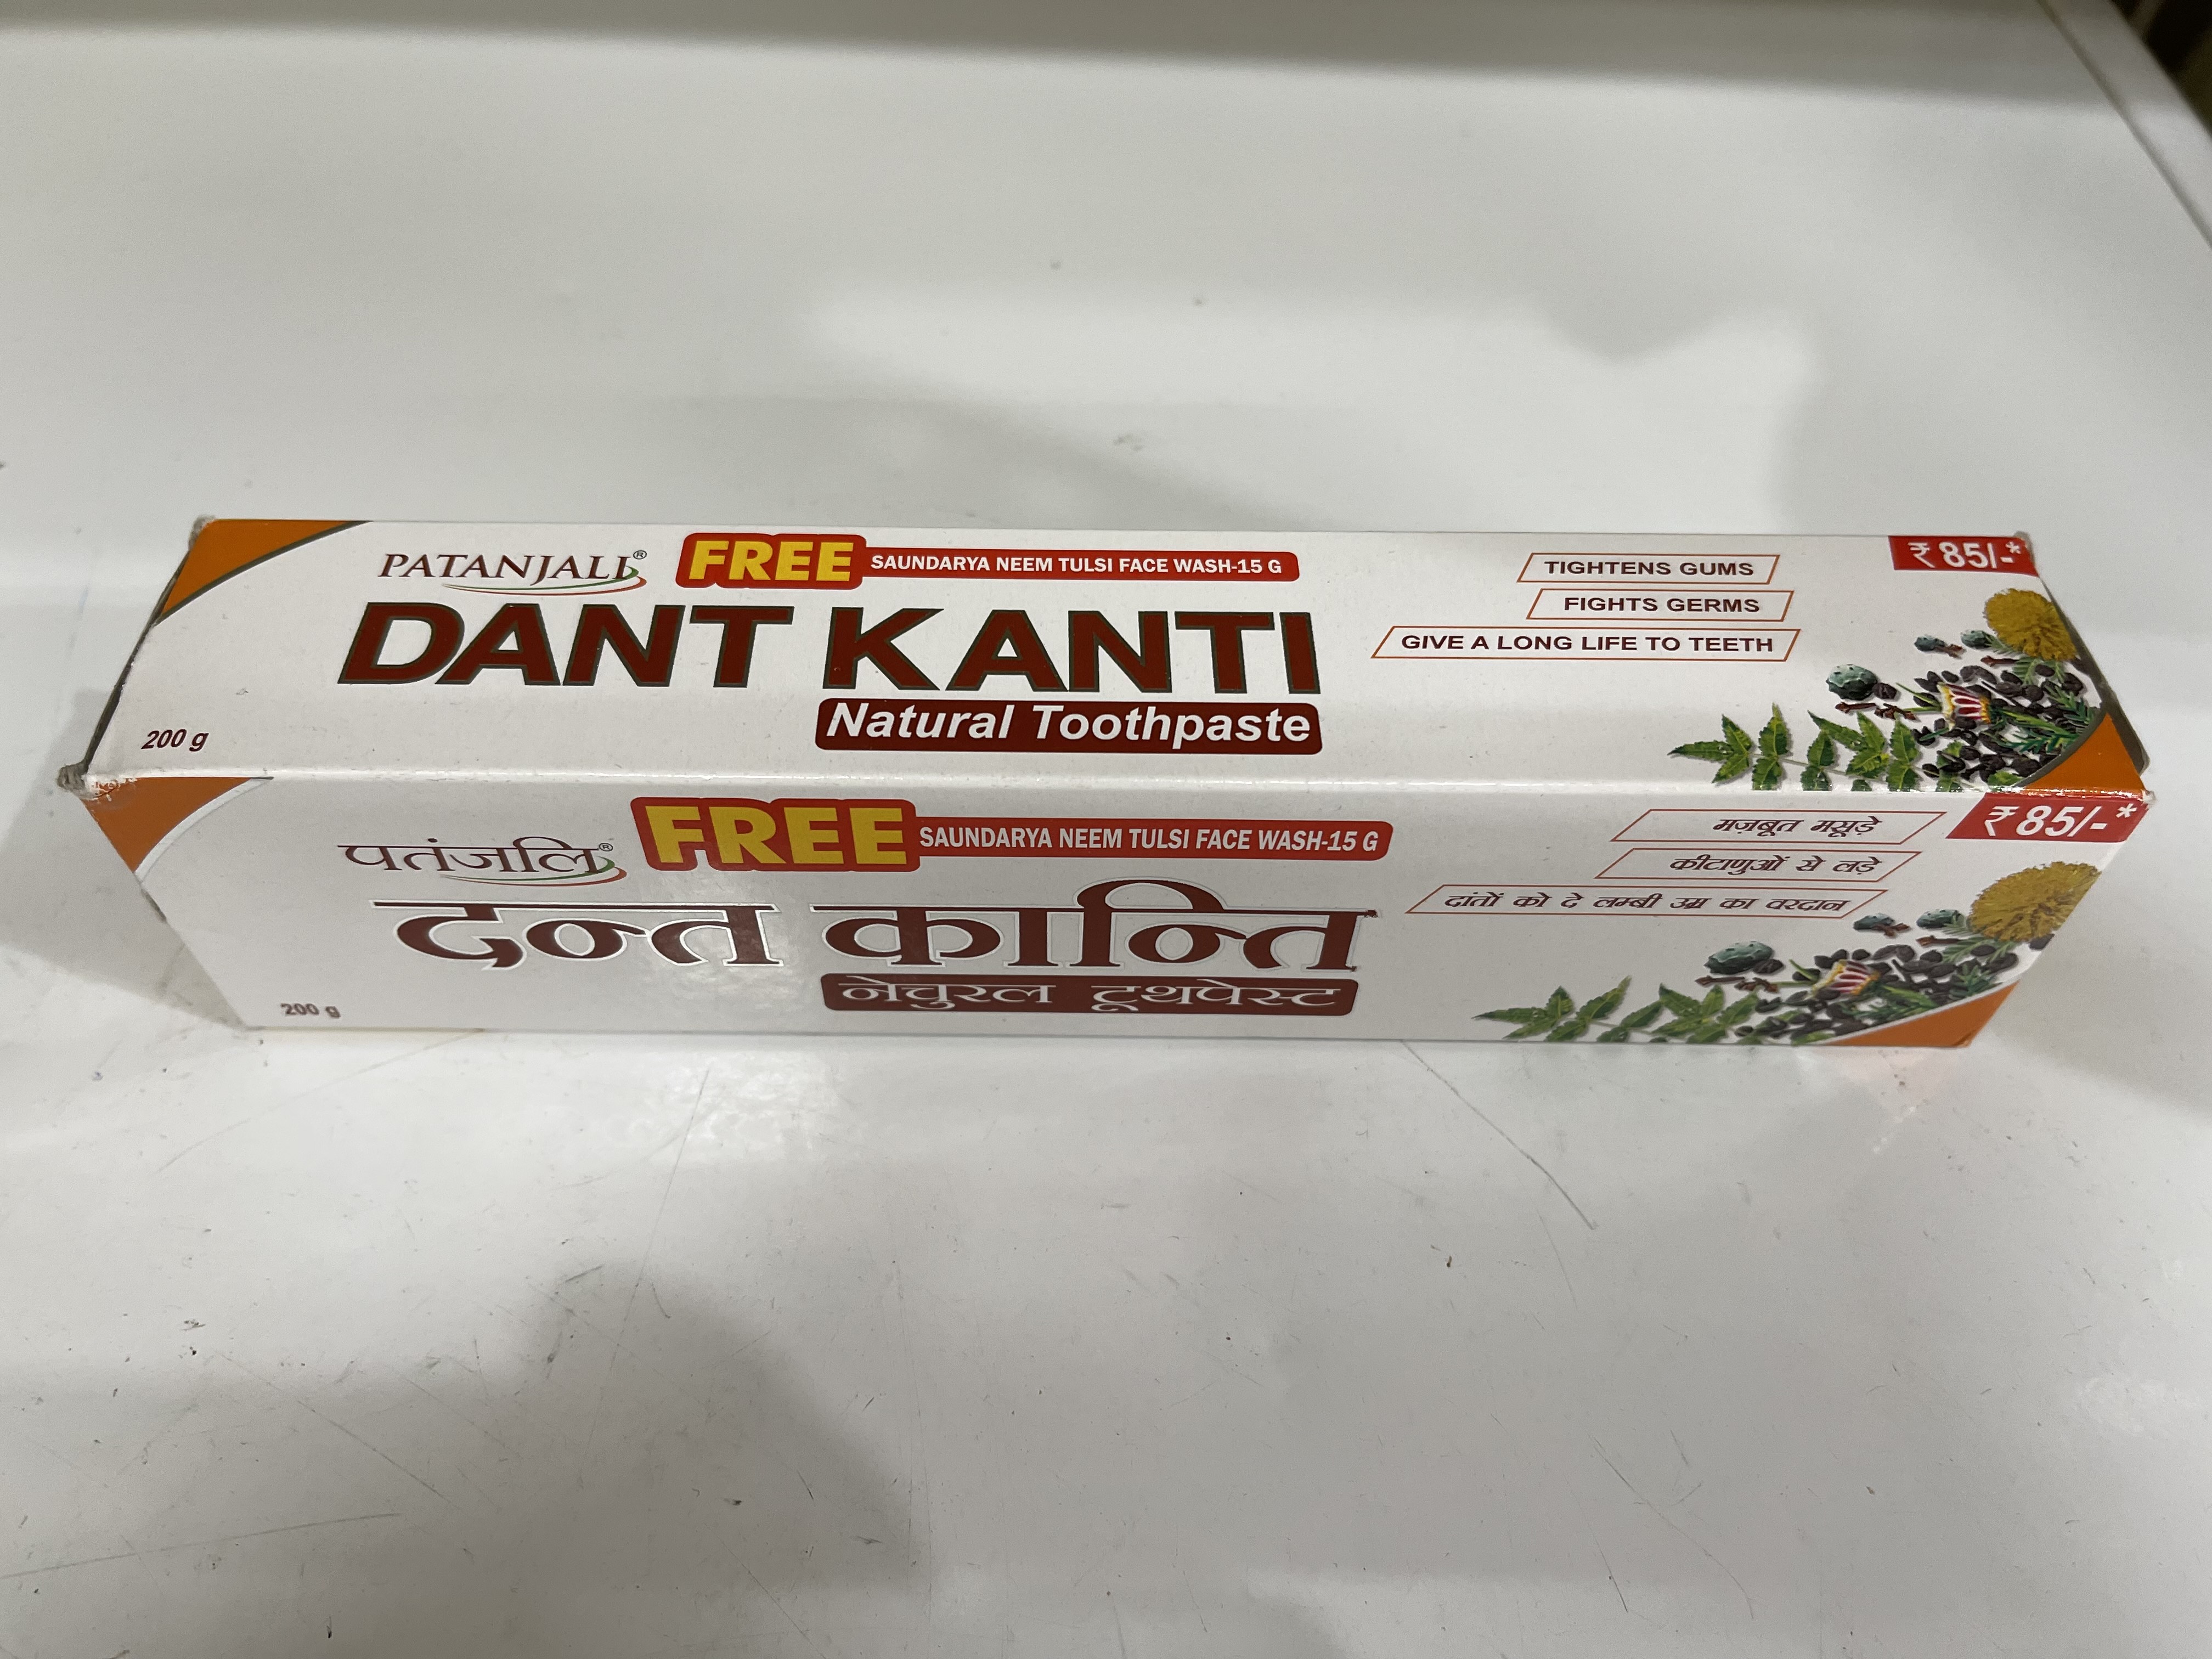 PATANJALI®
FREE SAUNDARYA NEEM TULSI FACE WASH-15 G
DANT KANTI
Natural Toothpaste
200 g
TIGHTENS GUMS
FIGHTS GERMS
GIVE A LONG LIFE TO TEETH
₹ 85/-*
पतंजलि®
FREE SAUNDARYA NEEM TULSI FACE WASH-15 G
दन्त कान्ति
नेचुरल टूथपेस्ट
200 g
मज़बूत मसूड़े
कीटाणुओं से लड़े
दांतों को दे लम्बी उम्र का वरदान
₹ 85/-*